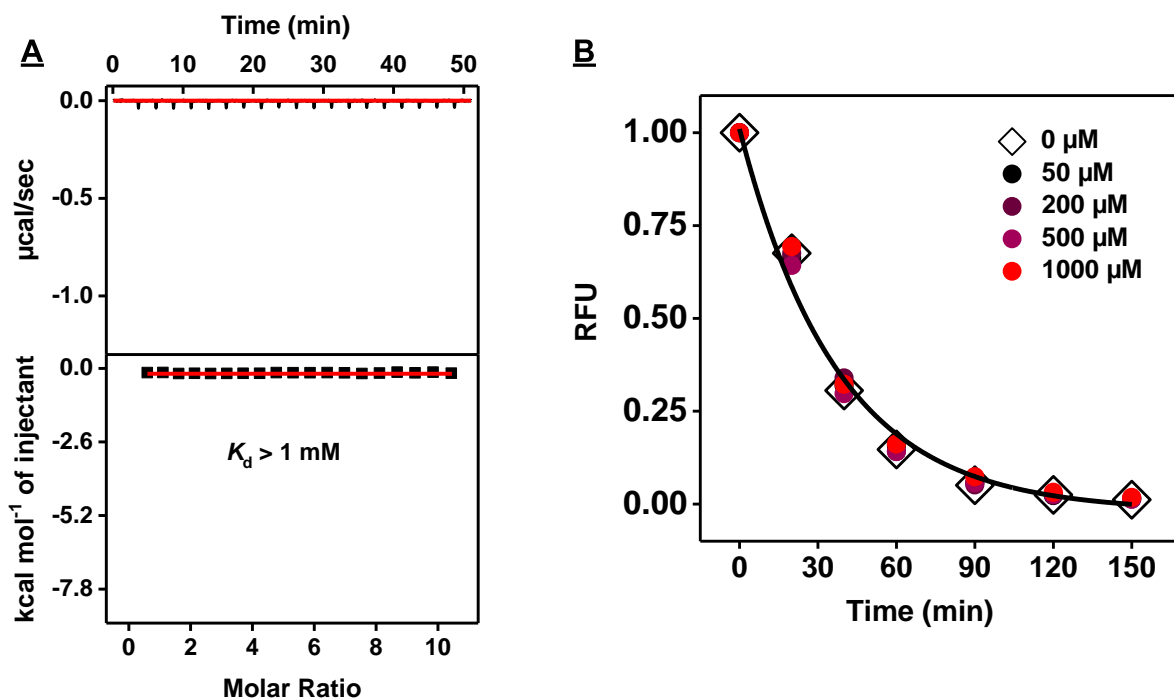 A
Time (min)
0 10 20 30 40 50
0.0
-0.5
-1.0
µcal/sec
0.0
-2.6
-5.2
-7.8
kcal mol⁻¹ of injectant
Kd > 1 mM
0 2 4 6 8 10
Molar Ratio
B
1.00
0.75
0.50
0.25
0.00
RFU
0 µM
50 µM
200 µM
500 µM
1000 µM
0 30 60 90 120 150
Time (min)